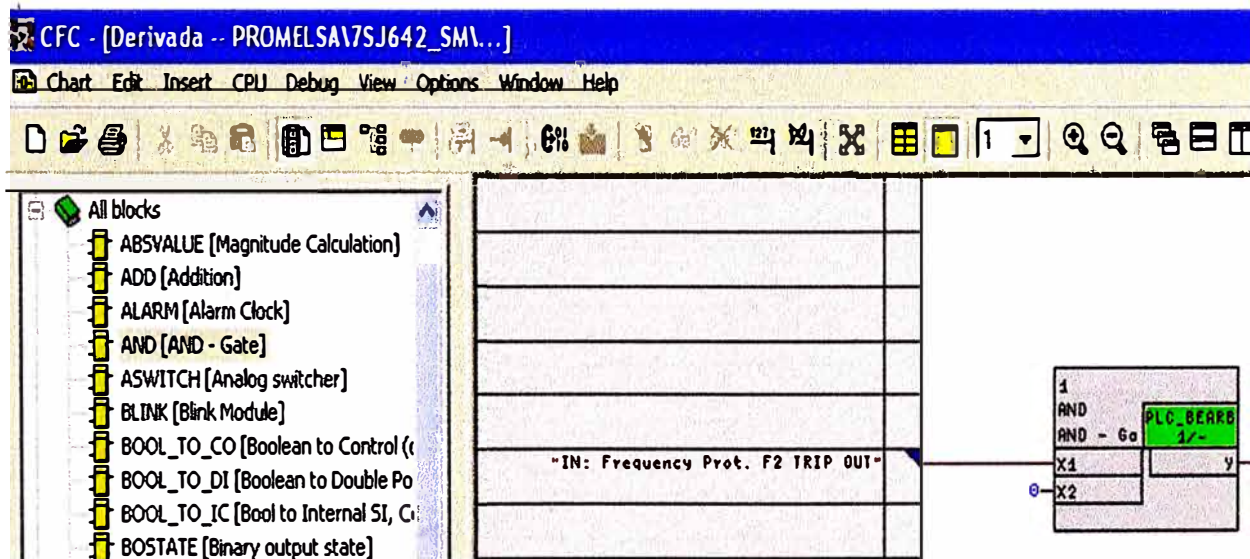 CFC - [Derivada -- PROMELSA\7SJ642_SM\...]
Chart Edit Insert CPU Debug View Options Window Help
1
All blocks
ABSVALUE [Magnitude Calculation]
ADD [Addition]
ALARM [Alarm Clock]
AND [AND - Gate]
ASWITCH [Analog switcher]
BLINK [Blink Module]
BOOL_TO_CO [Boolean to Control (c
BOOL_TO_DI [Boolean to Double Po
BOOL_TO_IC [Bool to Internal SI, C
BOSTATE [Binary output state]
"IN: Frequency Prot. F2 TRIP OUT"
1
AND
AND - Ga
PLC_BEARB
1/-
X1
Y
0
X2